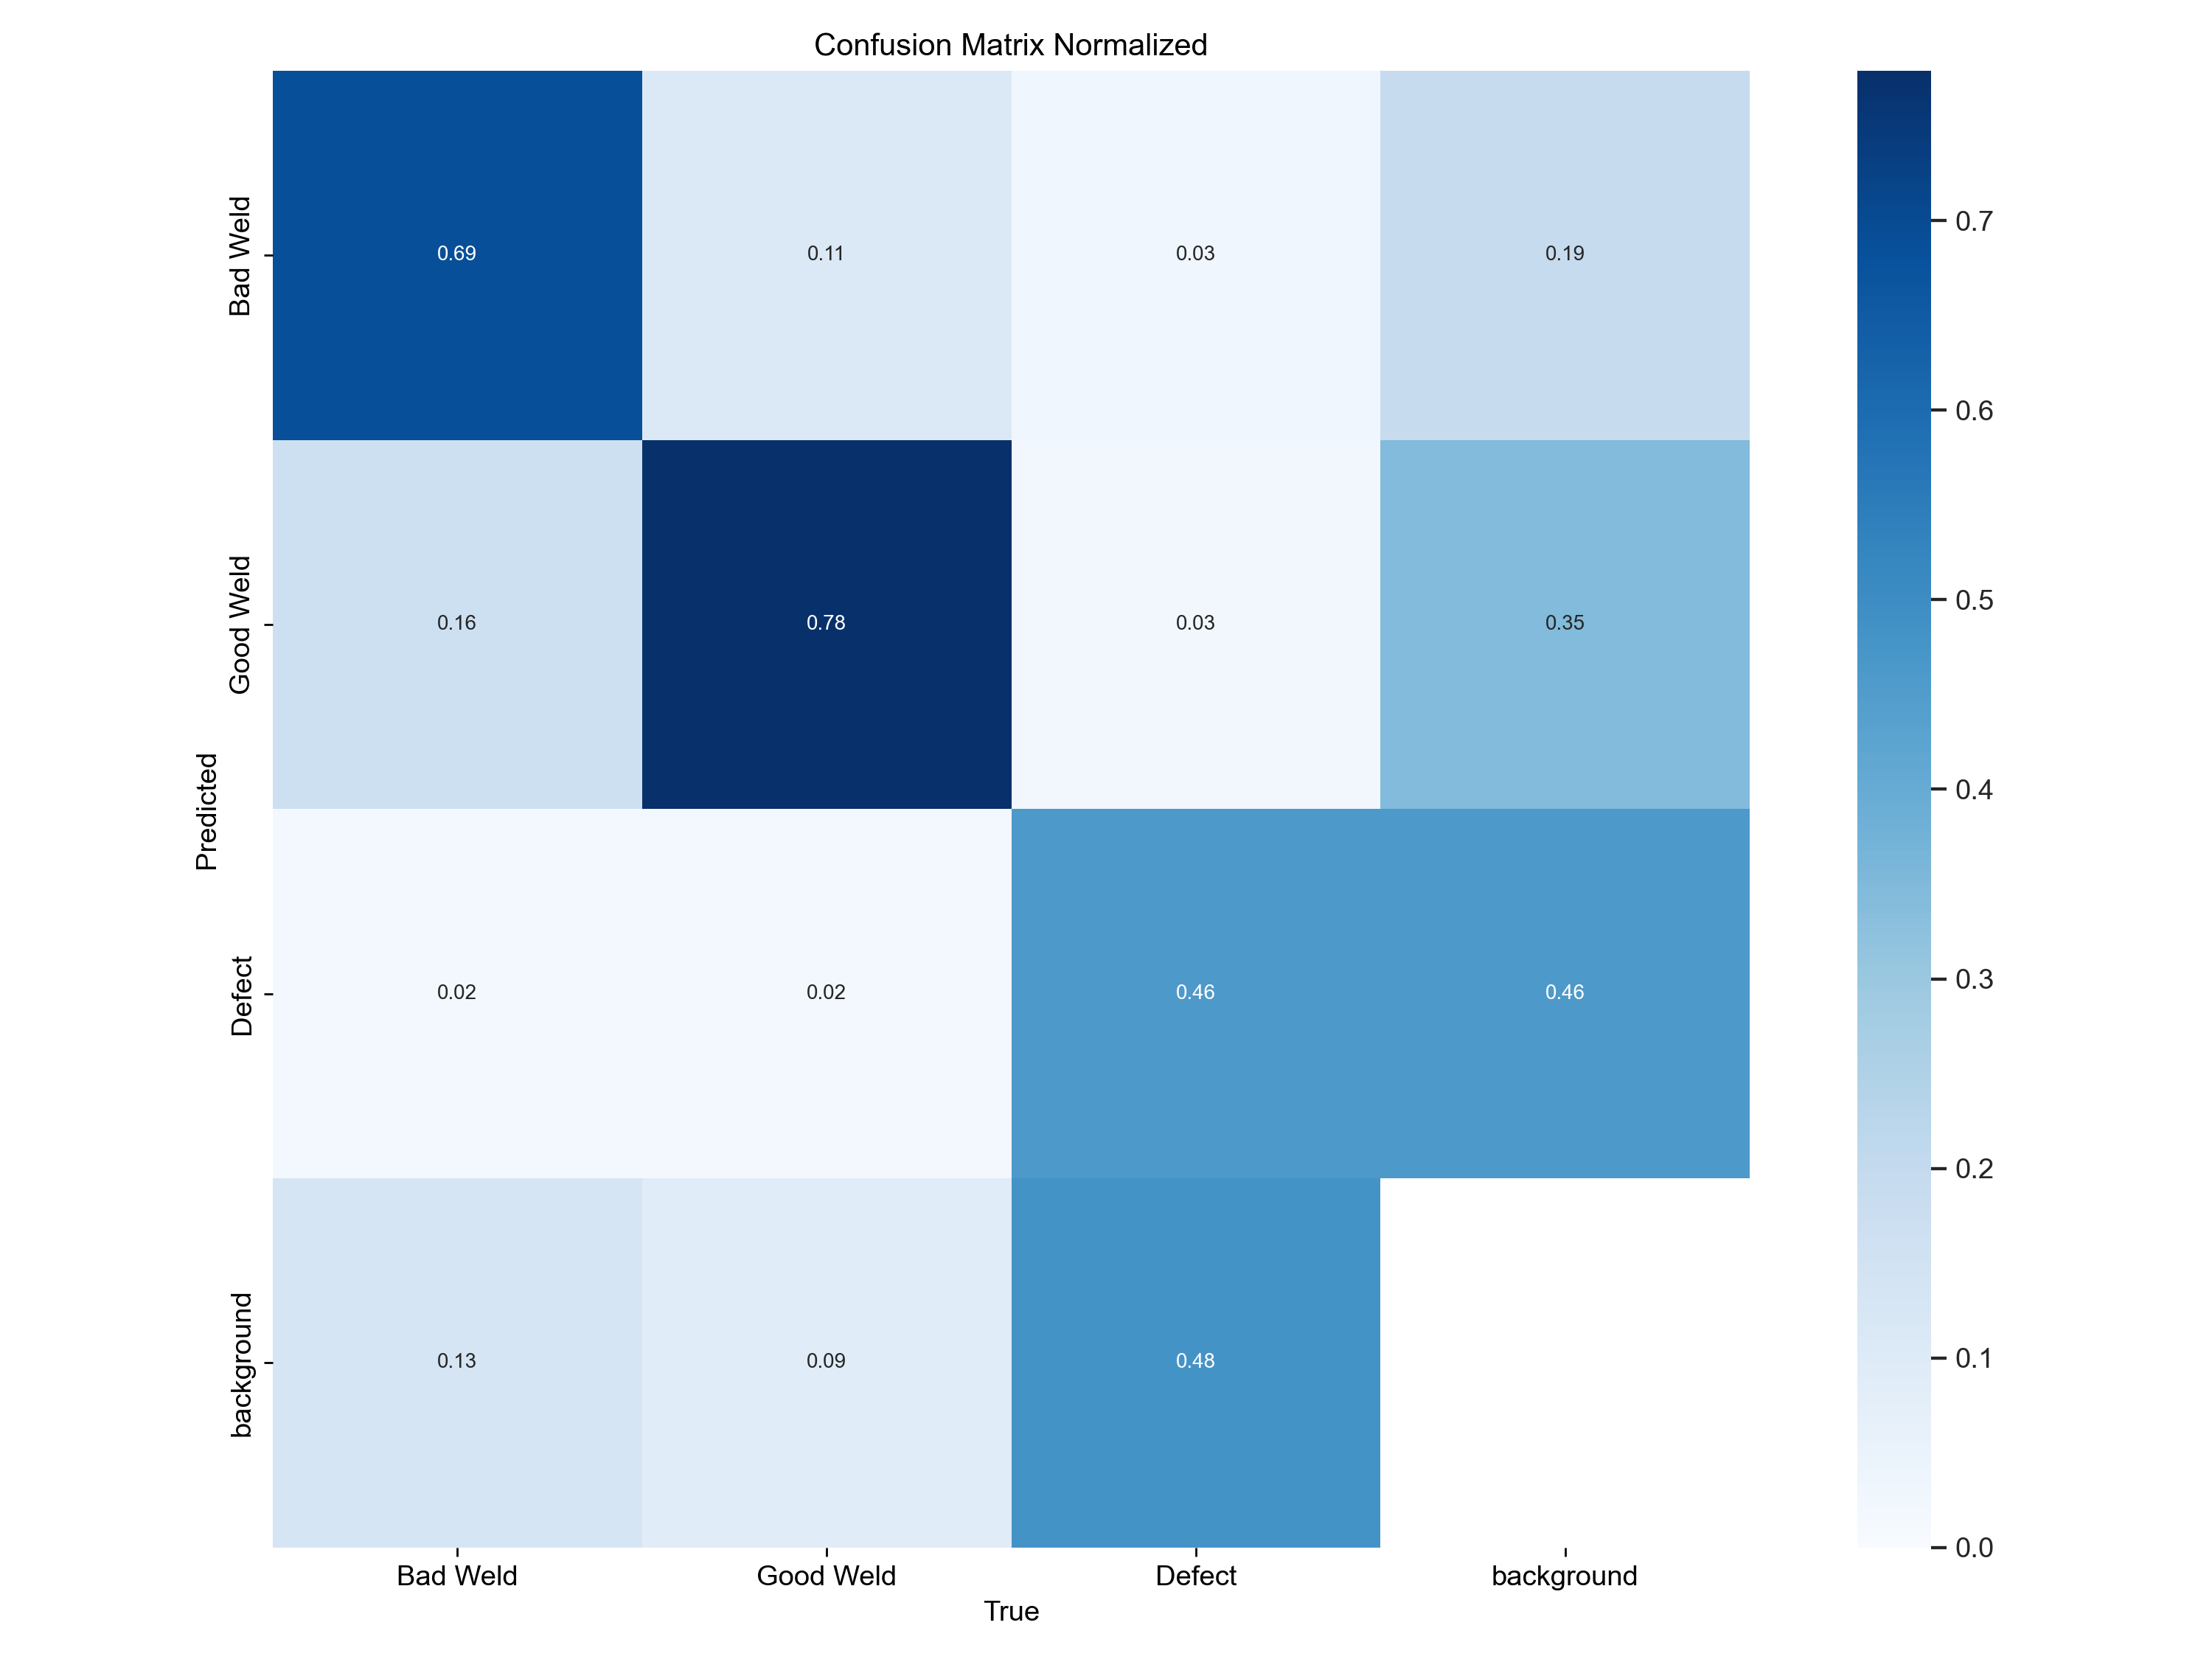 Confusion Matrix Normalized
Bad Weld
0.69
0.11
0.03
0.19
Good Weld
0.16
0.78
0.03
0.35
Defect
0.02
0.02
0.46
0.46
background
0.13
0.09
0.48
Predicted
Bad Weld
Good Weld
Defect
background
True
0.7
0.6
0.5
0.4
0.3
0.2
0.1
0.0